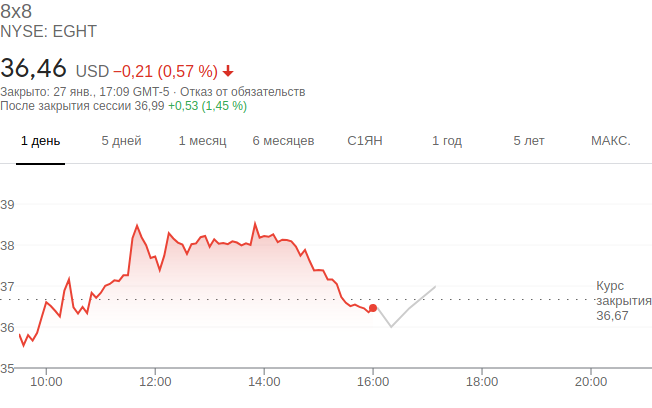 8x8
NYSE: EGHT
36,46 USD −0,21 (0,57 %)
Закрыто: 27 янв., 17:09 GMT-5 · Отказ от обязательств
После закрытия сессии 36,99 +0,53 (1,45 %)
1 день 5 дней 1 месяц 6 месяцев С1ЯН 1 год 5 лет МАКС.
39
38
37
Курс
закрытия
36,67
36
35
10:00 12:00 14:00 16:00 18:00 20:00